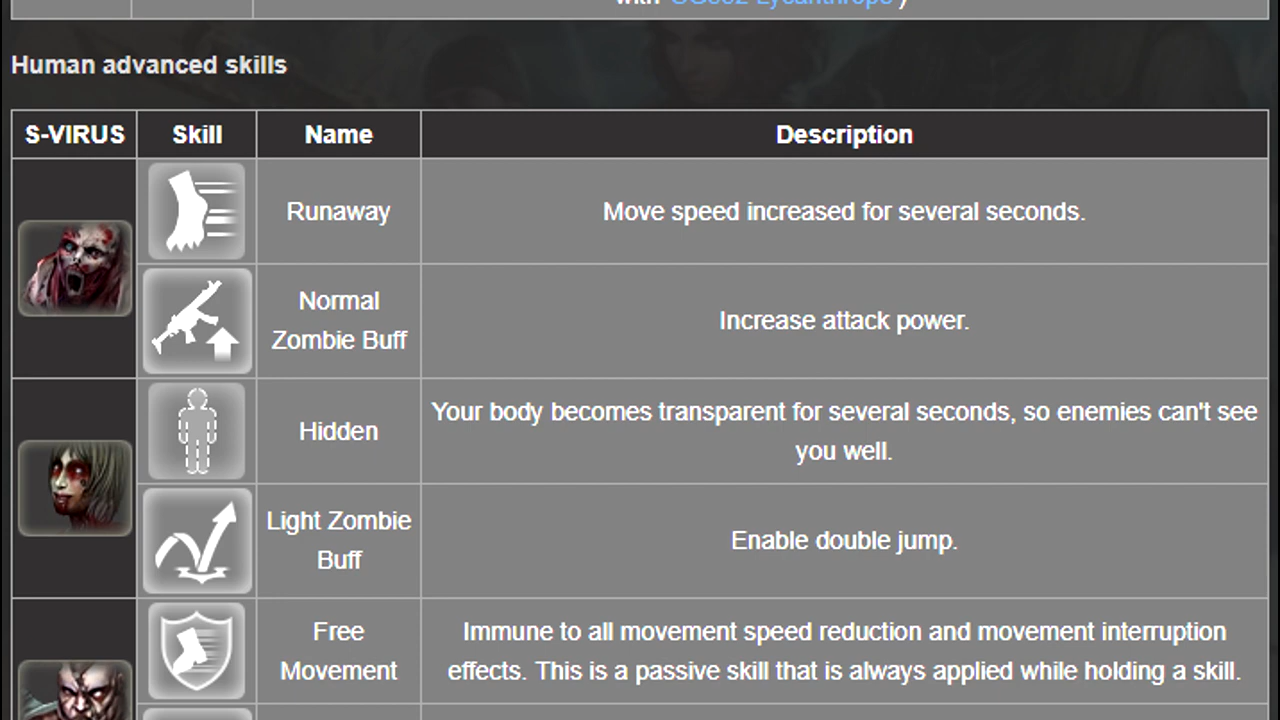 Human advanced skills
S-VIRUS Skill Name Description
Runaway Move speed increased for several seconds.
Normal
Zombie Buff
Increase attack power.
Hidden
Your body becomes transparent for several seconds, so enemies can't see
you well.
Light Zombie
Buff
Enable double jump.
Free
Movement
Immune to all movement speed reduction and movement interruption
effects. This is a passive skill that is always applied while holding a skill.